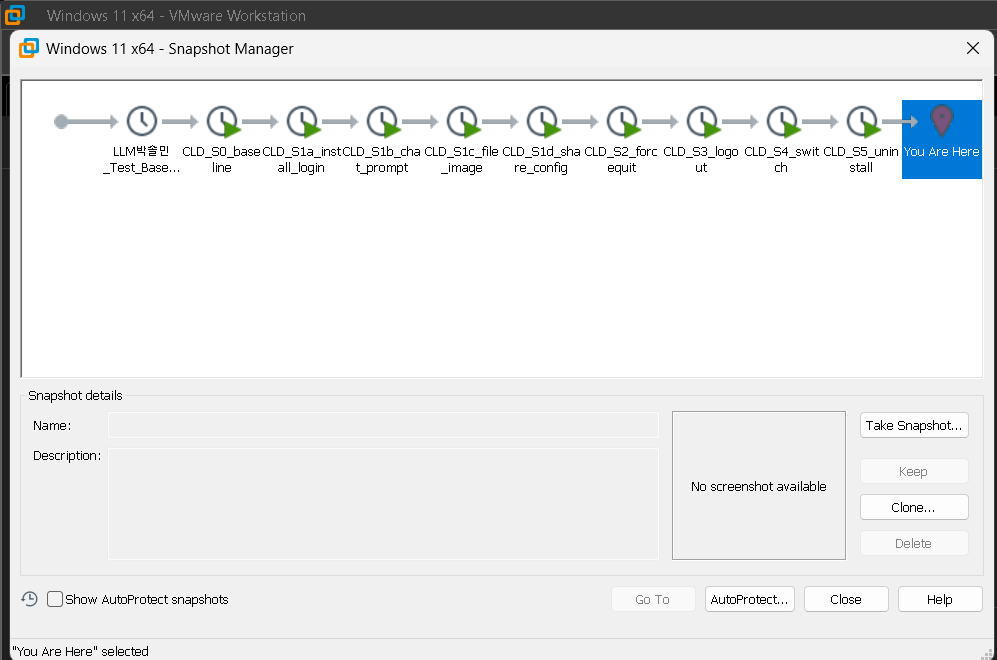 Windows 11 x64 - VMware Workstation
Windows 11 x64 - Snapshot Manager
LLM박솔민
_Test_Base...
CLD_S0_base
line
CLD_S1a_inst
all_login
CLD_S1b_cha
t_prompt
CLD_S1c_file
_image
CLD_S1d_sha
re_config
CLD_S2_forc
equit
CLD_S3_logo
ut
CLD_S4_swit
ch
CLD_S5_unin
stall
You Are Here
Snapshot details
Name:
Description:
No screenshot available
Take Snapshot...
Keep
Clone...
Delete
Show AutoProtect snapshots
Go To
AutoProtect...
Close
Help
"You Are Here" selected